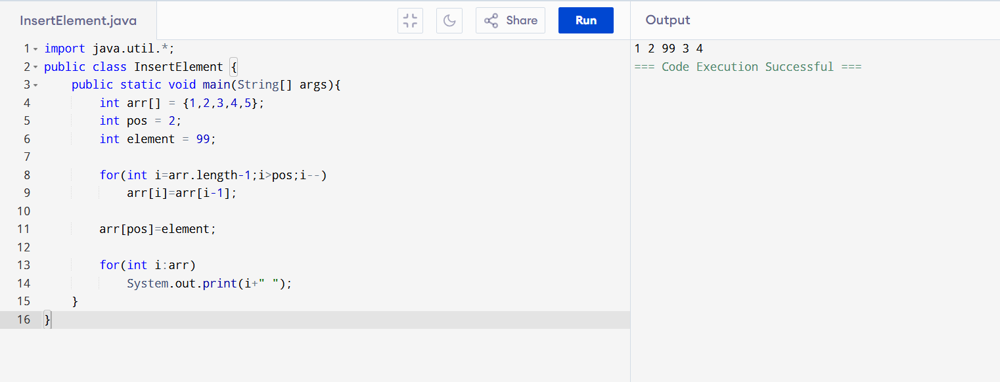 InsertElement.java
Share
Run
Output
1 import java.util.*;
2 public class InsertElement {
3     public static void main(String[] args){
4         int arr[] = {1,2,3,4,5};
5         int pos = 2;
6         int element = 99;
7
8         for(int i=arr.length-1;i>pos;i--)
9             arr[i]=arr[i-1];
10
11         arr[pos]=element;
12
13         for(int i:arr)
14             System.out.print(i+" ");
15     }
16 }
1 2 99 3 4
=== Code Execution Successful ===